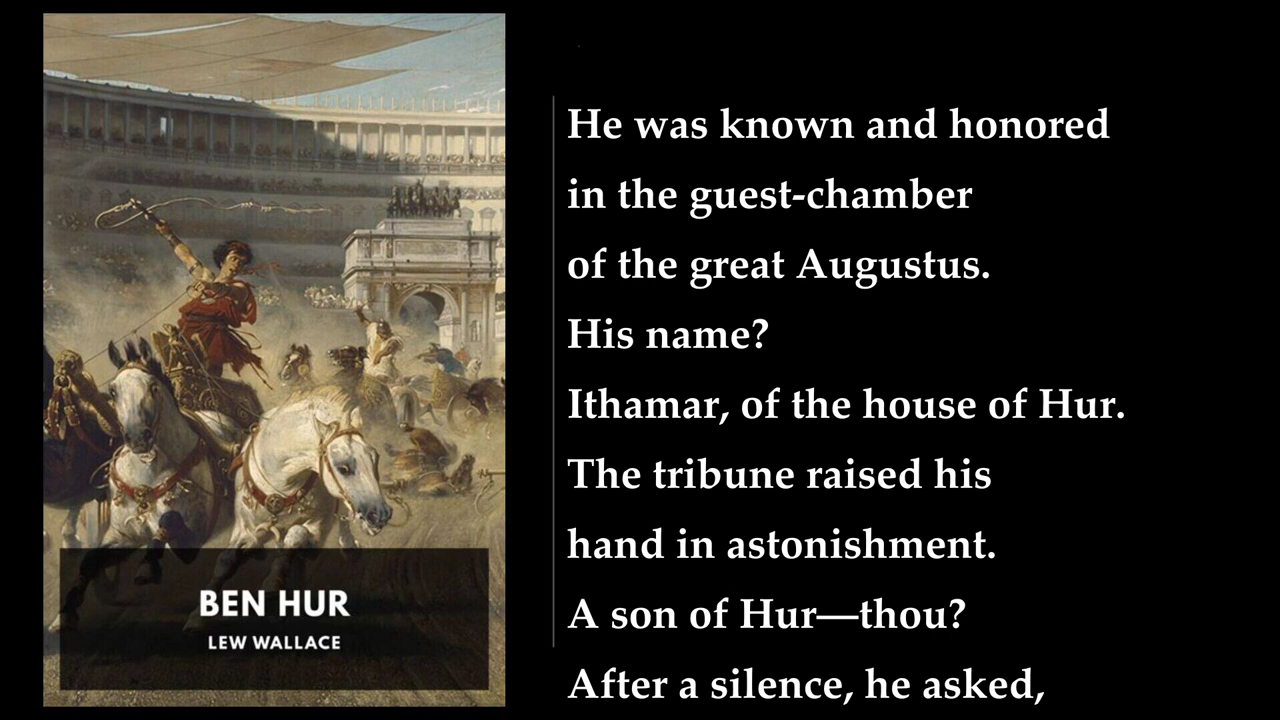 BEN HUR
LEW WALLACE
He was known and honored
in the guest-chamber
of the great Augustus.
His name?
Ithamar, of the house of Hur.
The tribune raised his
hand in astonishment.
A son of Hur—thou?
After a silence, he asked,